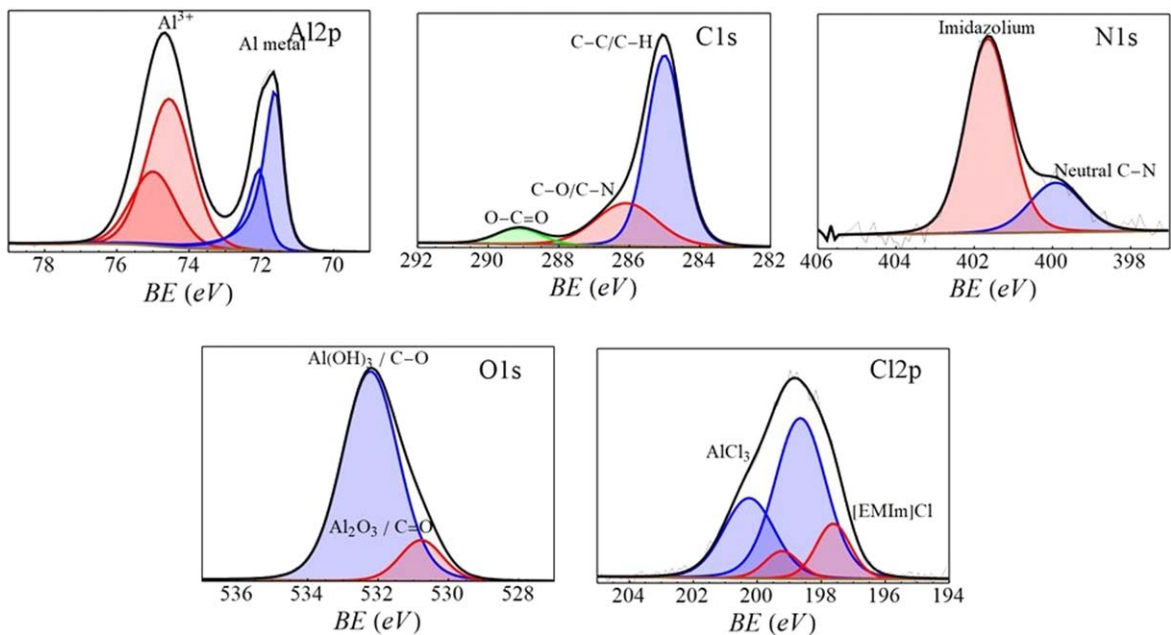 Al³⁺
Al2p
Al metal
78 76 74 72 70
BE (eV)
C1s
C–C/C–H
C–O/C–N
O–C=O
292 290 288 286 284 282
BE (eV)
Imidazolium
N1s
Neutral C–N
406 404 402 400 398
BE (eV)
Al(OH)₃ / C–O
O1s
Al₂O₃ / C=O
536 534 532 530 528
BE (eV)
Cl2p
AlCl₃
[EMIm]Cl
204 202 200 198 196 194
BE (eV)